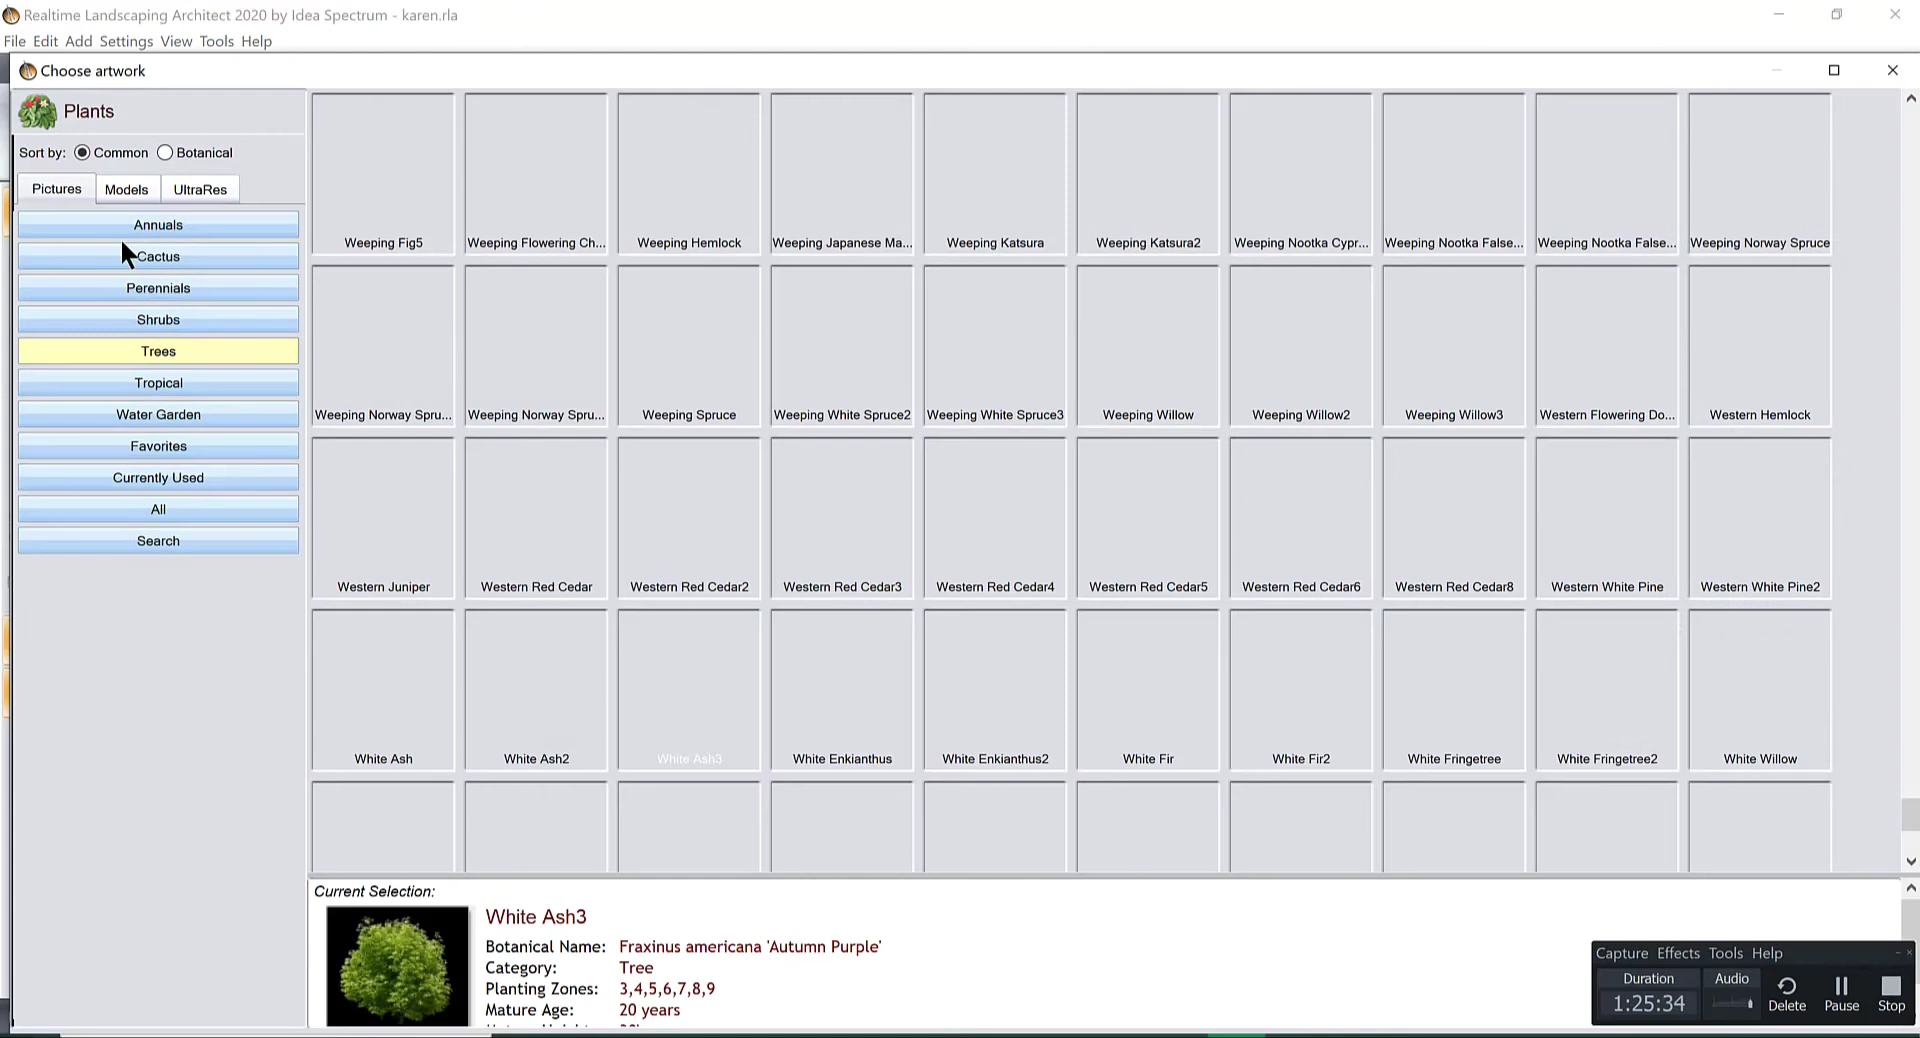 Realtime Landscaping Architect 2020 by Idea Spectrum - karen.rla
File Edit Add Settings View Tools Help
Choose artwork
Plants
Sort by: Common Botanical
Pictures Models UltraRes
Annuals
Cactus
Perennials
Shrubs
Trees
Tropical
Water Garden
Favorites
Currently Used
All
Search
Weeping Fig5 Weeping Flowering Ch... Weeping Hemlock Weeping Japanese Ma... Weeping Katsura Weeping Katsura2 Weeping Nootka Cypr... Weeping Nootka False... Weeping Nootka False... Weeping Norway Spruce
Weeping Norway Spru... Weeping Norway Spru... Weeping Spruce Weeping White Spruce2 Weeping White Spruce3 Weeping Willow Weeping Willow2 Weeping Willow3 Western Flowering Do... Western Hemlock
Western Juniper Western Red Cedar Western Red Cedar2 Western Red Cedar3 Western Red Cedar4 Western Red Cedar5 Western Red Cedar6 Western Red Cedar8 Western White Pine Western White Pine2
White Ash White Ash2 White Ash3 White Enkianthus White Enkianthus2 White Fir White Fir2 White Fringetree White Fringetree2 White Willow
Current Selection:
White Ash3
Botanical Name: Fraxinus americana 'Autumn Purple'
Category: Tree
Planting Zones: 3,4,5,6,7,8,9
Mature Age: 20 years
Capture Effects Tools Help
Duration Audio
1:25:34 Delete Pause Stop